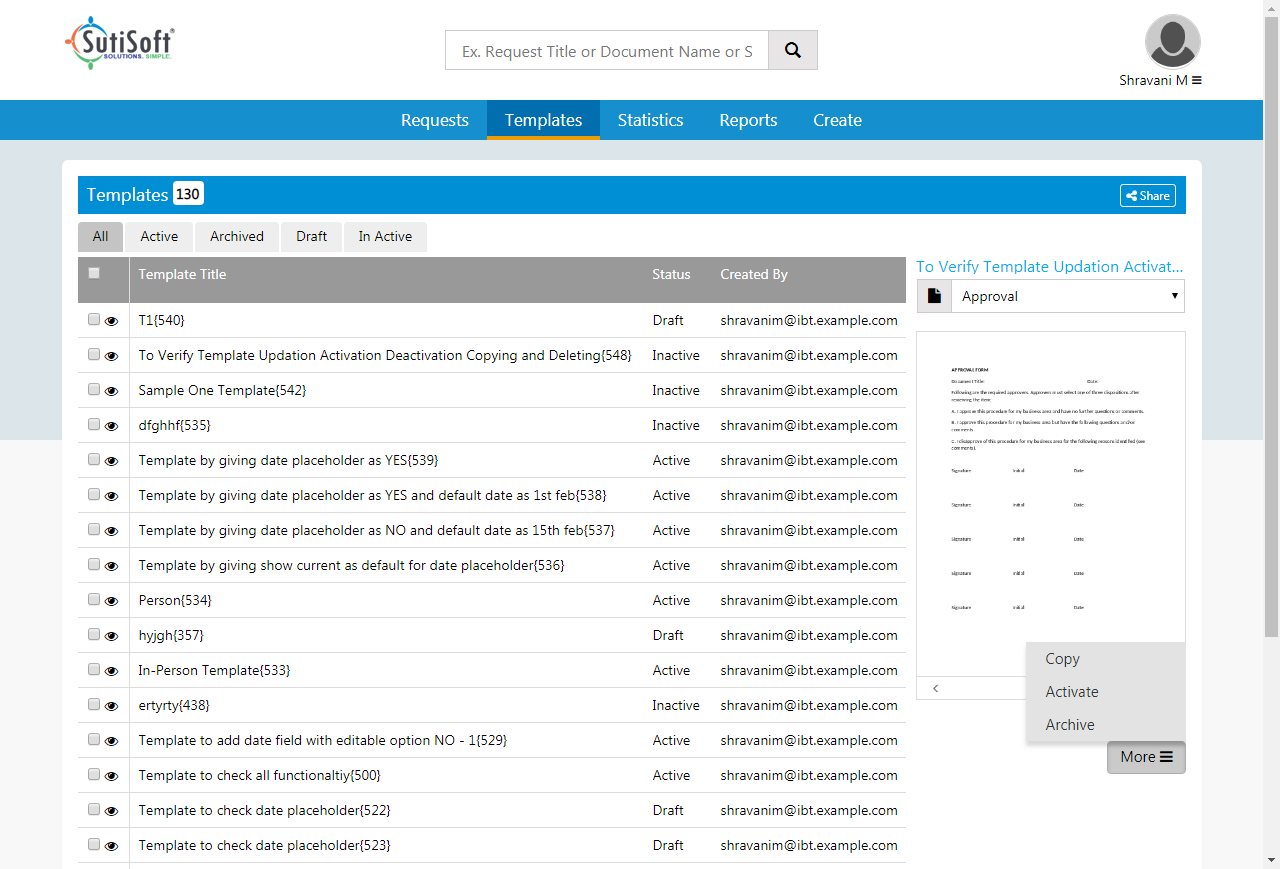 SutiSoft®
SOLUTIONS. SIMPLE.
Ex. Request Title or Document Name or S
Shravani M
Requests Templates Statistics Reports Create
Templates 130
Share
All Active Archived Draft In Active
Template Title Status Created By
T1{540} Draft shravanim@ibt.example.com
To Verify Template Updation Activation Deactivation Copying and Deleting{548} Inactive shravanim@ibt.example.com
Sample One Template{542} Inactive shravanim@ibt.example.com
dfghhf{535} Inactive shravanim@ibt.example.com
Template by giving date placeholder as YES{539} Active shravanim@ibt.example.com
Template by giving date placeholder as YES and default date as 1st feb{538} Active shravanim@ibt.example.com
Template by giving date placeholder as NO and default date as 15th feb{537} Active shravanim@ibt.example.com
Template by giving show current as default for date placeholder{536} Active shravanim@ibt.example.com
Person{534} Active shravanim@ibt.example.com
hyjgh{357} Draft shravanim@ibt.example.com
In-Person Template{533} Active shravanim@ibt.example.com
ertyrty{438} Inactive shravanim@ibt.example.com
Template to add date field with editable option NO - 1{529} Active shravanim@ibt.example.com
Template to check all functionaltiy{500} Active shravanim@ibt.example.com
Template to check date placeholder{522} Draft shravanim@ibt.example.com
Template to check date placeholder{523} Draft shravanim@ibt.example.com
To Verify Template Updation Activat...
Approval
APPROVAL FORM
Document Title: Date:
Following are the required approvers. Approvers must select one of three dispositions after
reviewing the item:
A. I approve this procedure for my business area and have no further questions or comments.
B. I approve this procedure for my business area but have the following questions and/or
comments.
C. I disapprove of this procedure for my business area for the following reasons identified (see
comments).
Signature Initial Date
Signature Initial Date
Signature Initial Date
Signature Initial Date
Signature Initial Date
Copy
Activate
Archive
More